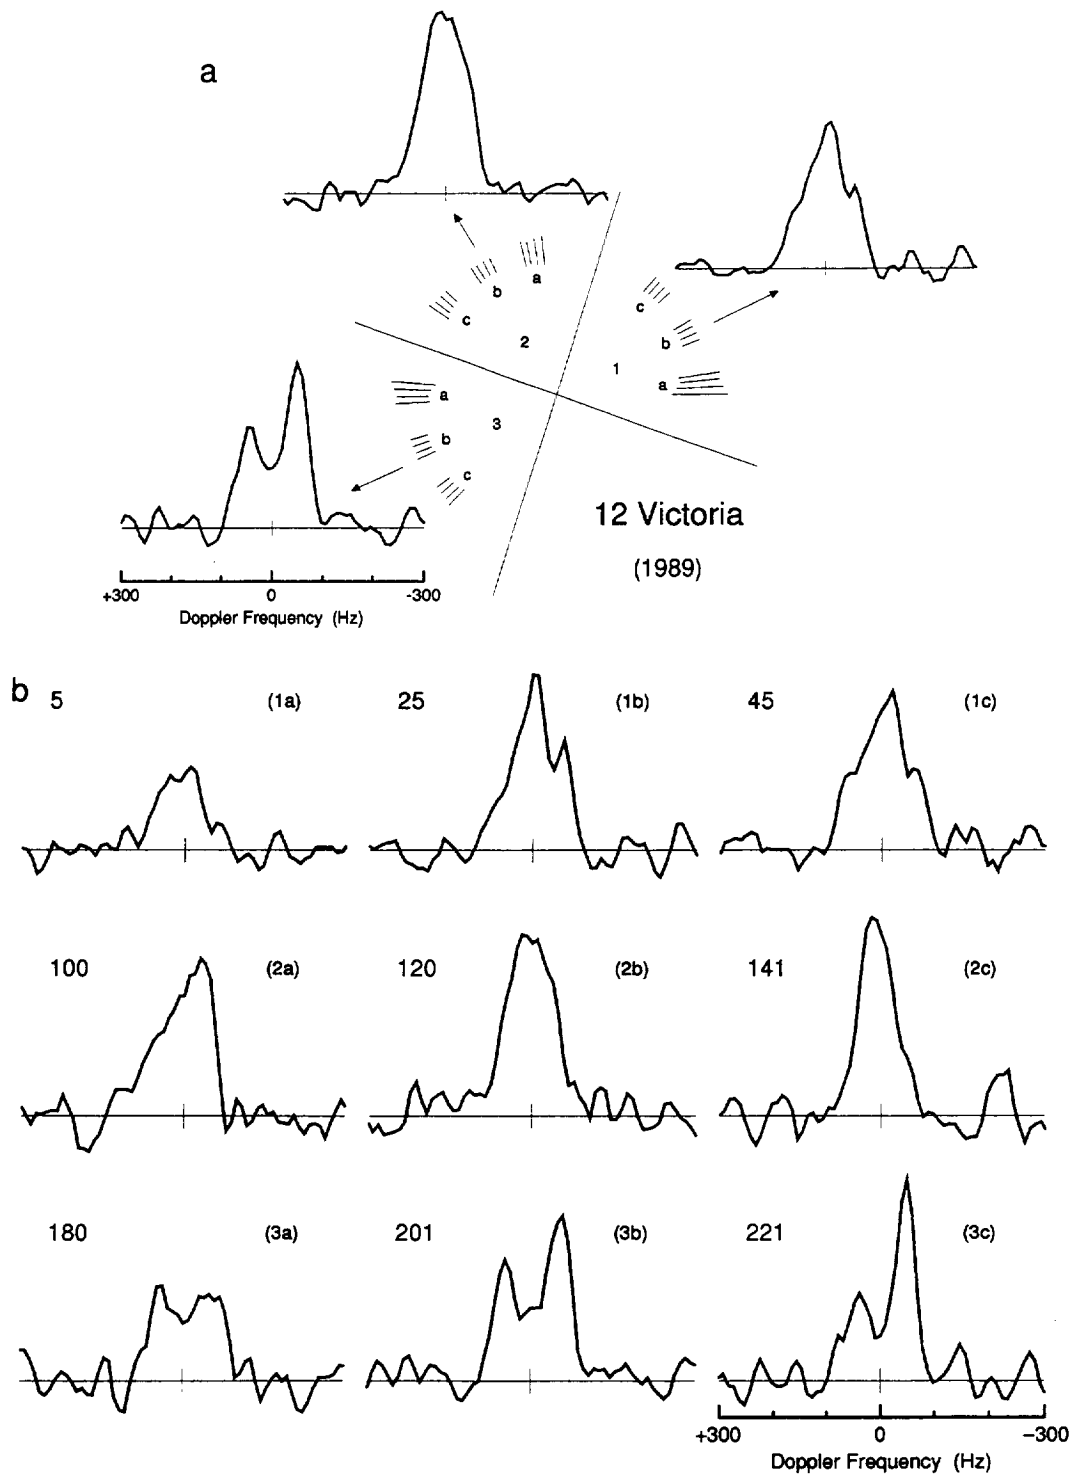 a
c
b
a
2
c
b
a
1
a
b
c
3
12 Victoria
(1989)
+300 0 -300
Doppler Frequency (Hz)
b
5 (1a) 25 (1b) 45 (1c)
100 (2a) 120 (2b) 141 (2c)
180 (3a) 201 (3b) 221 (3c)
+300 0 −300
Doppler Frequency (Hz)